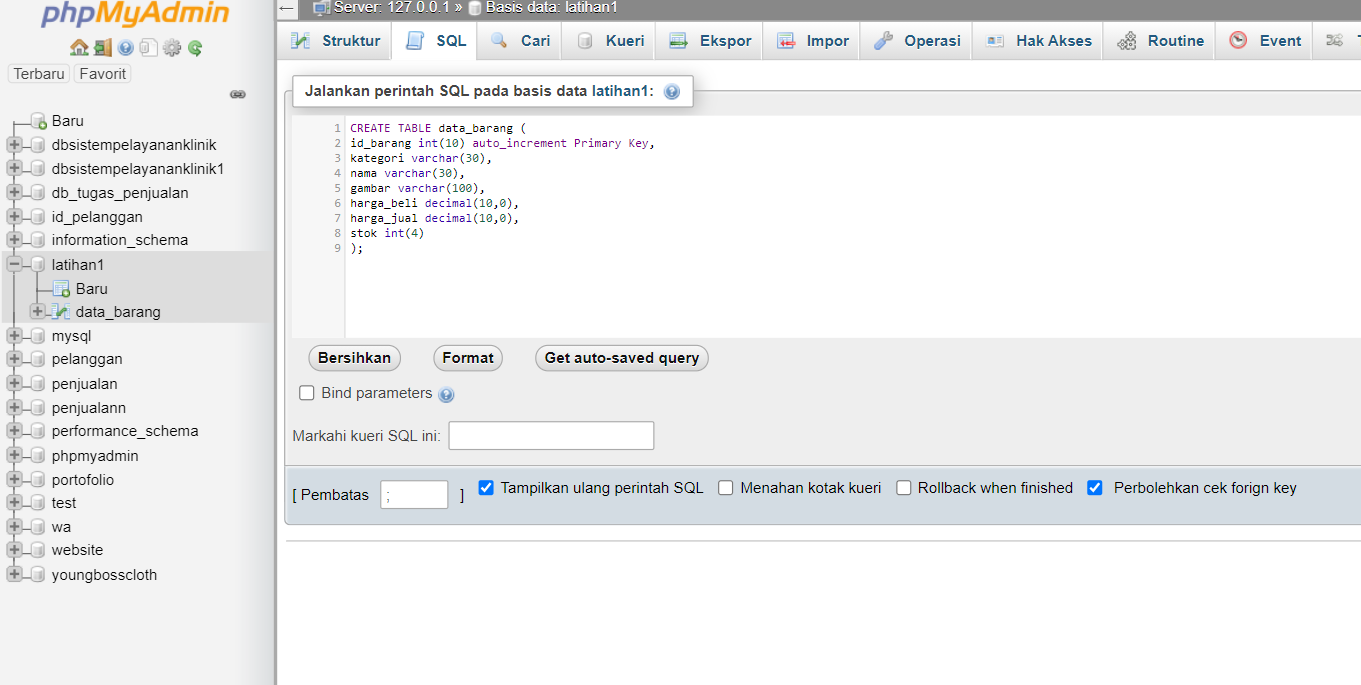 phpMyAdmin
Terbaru Favorit
Baru
dbsistempelayananklinik
dbsistempelayananklinik1
db_tugas_penjualan
id_pelanggan
information_schema
latihan1
Baru
data_barang
mysql
pelanggan
penjualan
penjualann
performance_schema
phpmyadmin
portofolio
test
wa
website
youngbosscloth
← Server: 127.0.0.1 » Basis data: latihan1
Struktur SQL Cari Kueri Ekspor Impor Operasi Hak Akses Routine Event
Jalankan perintah SQL pada basis data latihan1:
1 CREATE TABLE data_barang (
2 id_barang int(10) auto_increment Primary Key,
3 kategori varchar(30),
4 nama varchar(30),
5 gambar varchar(100),
6 harga_beli decimal(10,0),
7 harga_jual decimal(10,0),
8 stok int(4)
9 );
Bersihkan Format Get auto-saved query
Bind parameters
Markahi kueri SQL ini:
[ Pembatas ; ] Tampilkan ulang perintah SQL Menahan kotak kueri Rollback when finished Perbolehkan cek forign key